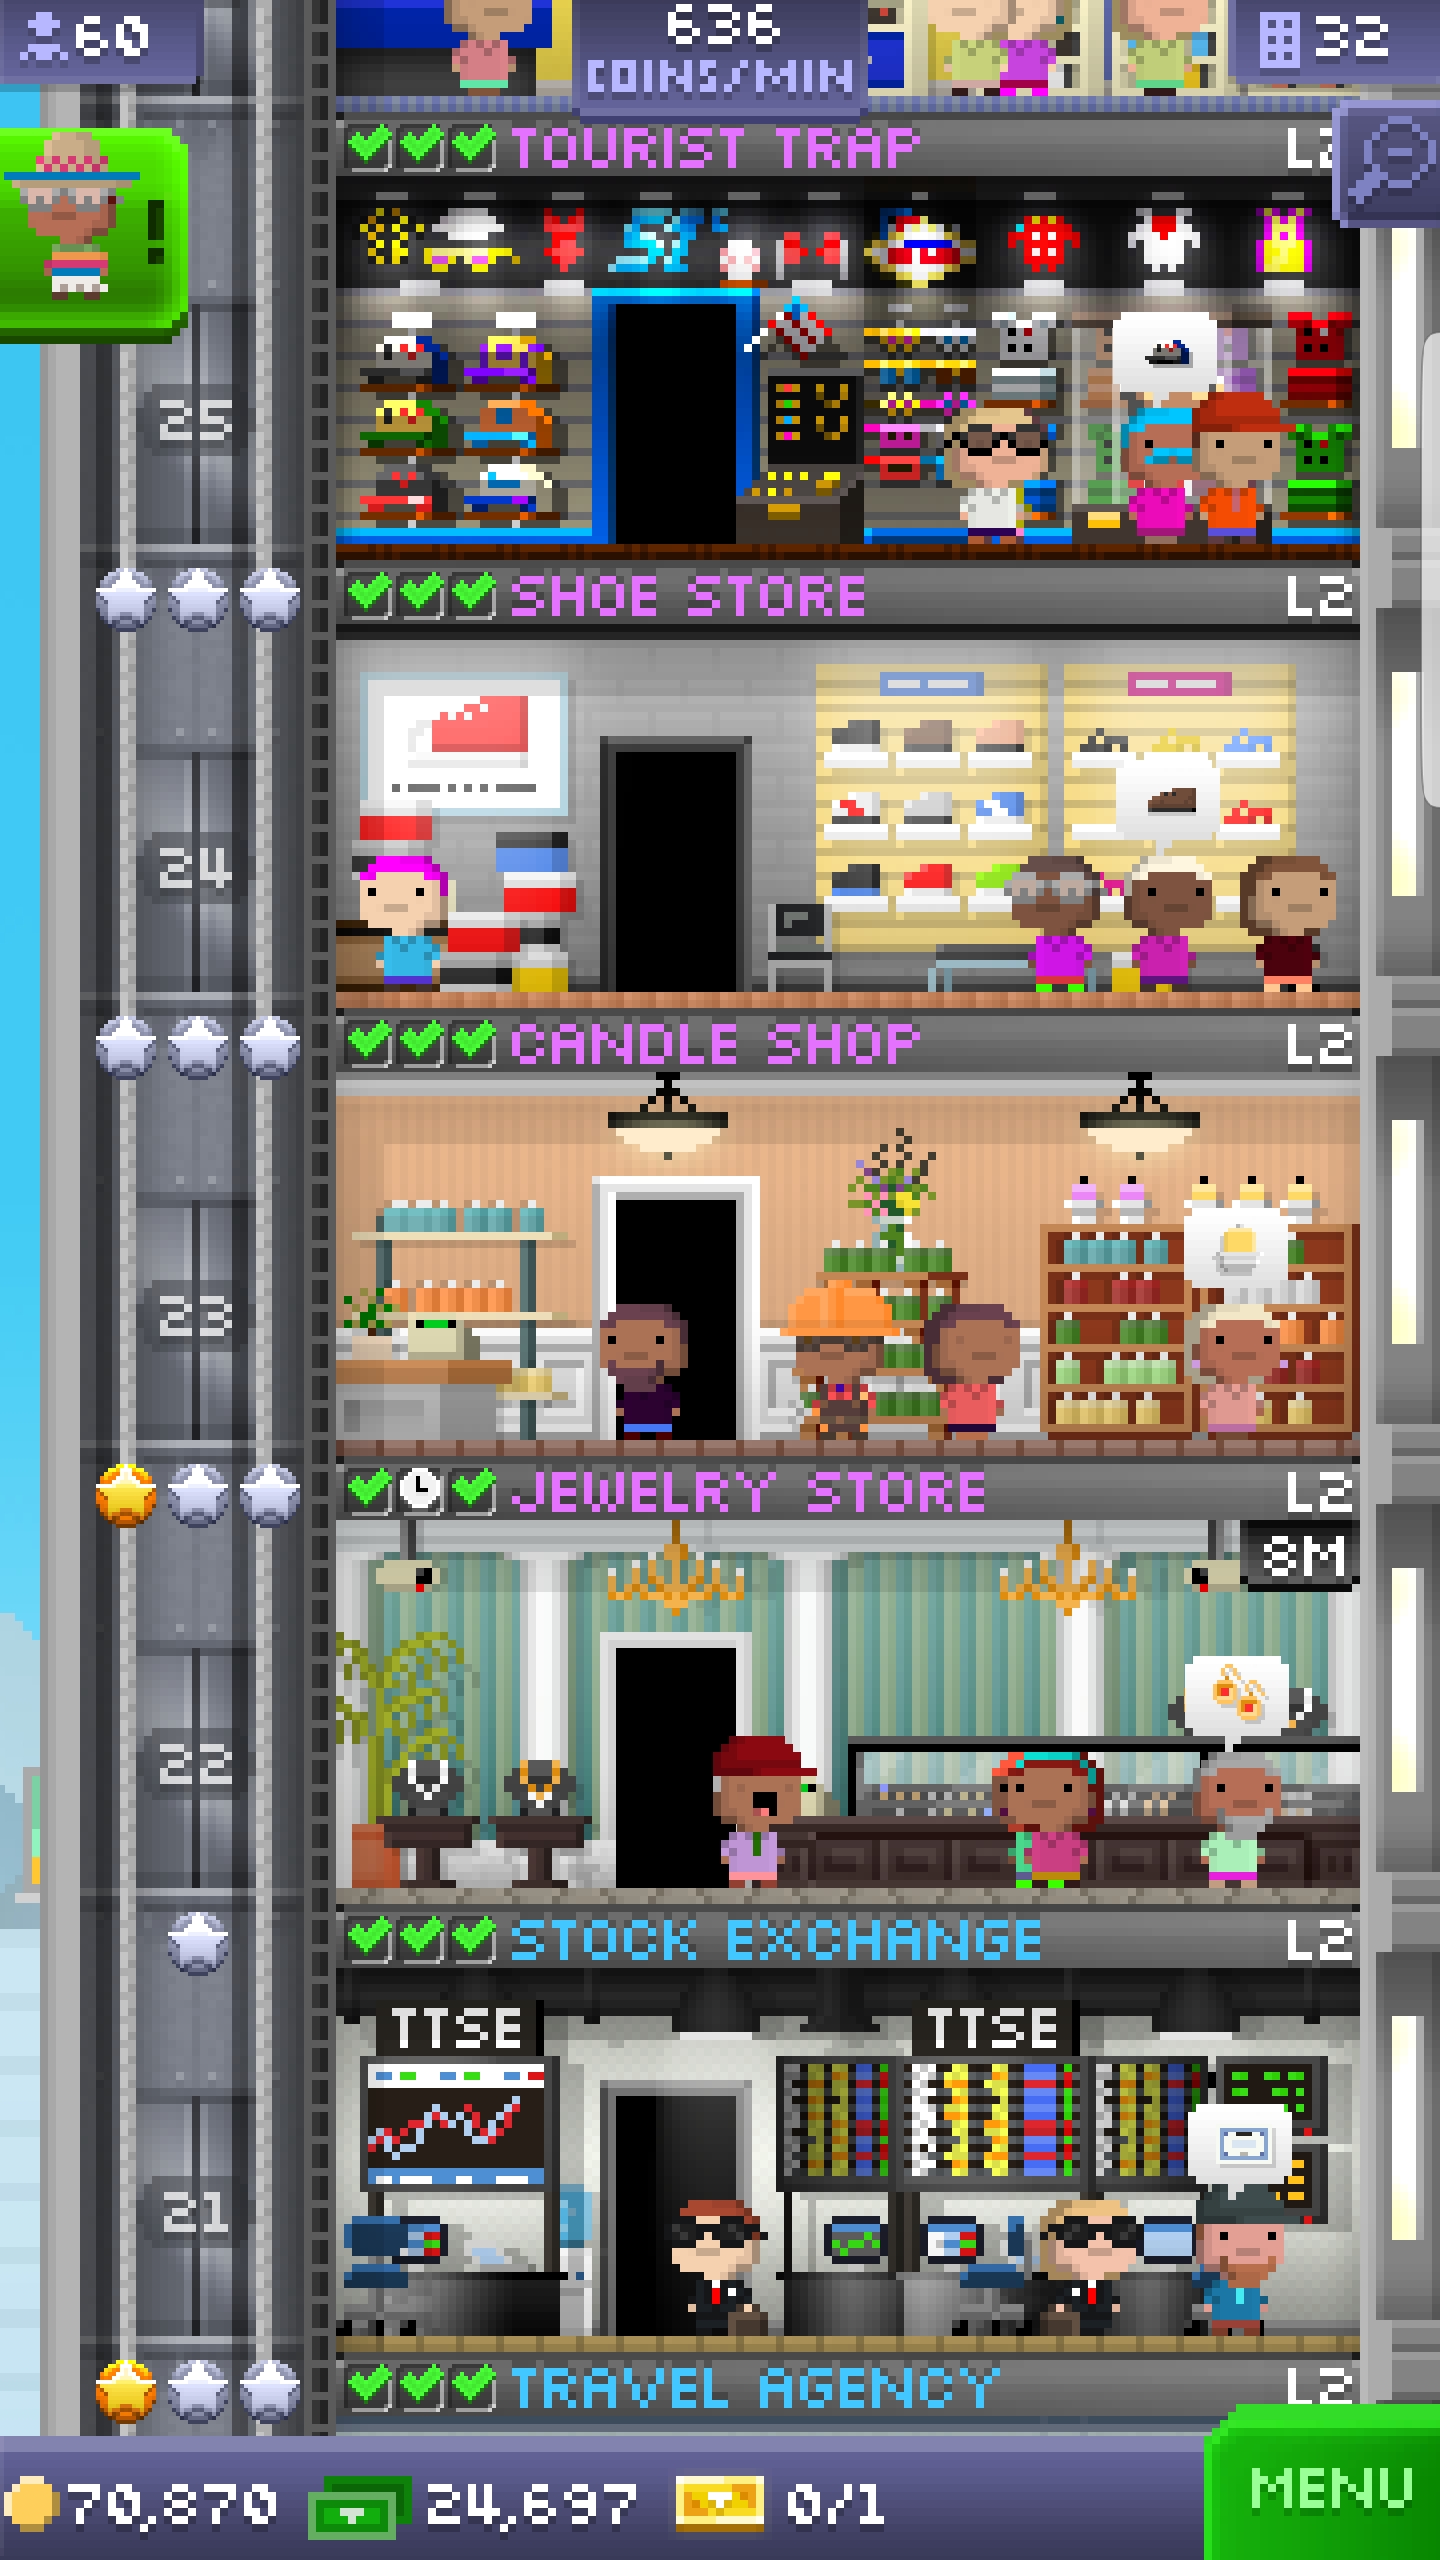 60
636
COINS/MIN
32
TOURIST TRAP
!
25
SHOE STORE L2
24
CANDLE SHOP L2
23
JEWELRY STORE L2
8M
22
STOCK EXCHANGE L2
TTSE TTSE
21
TRAVEL AGENCY L2
70,870 24,697 0/1
MENU